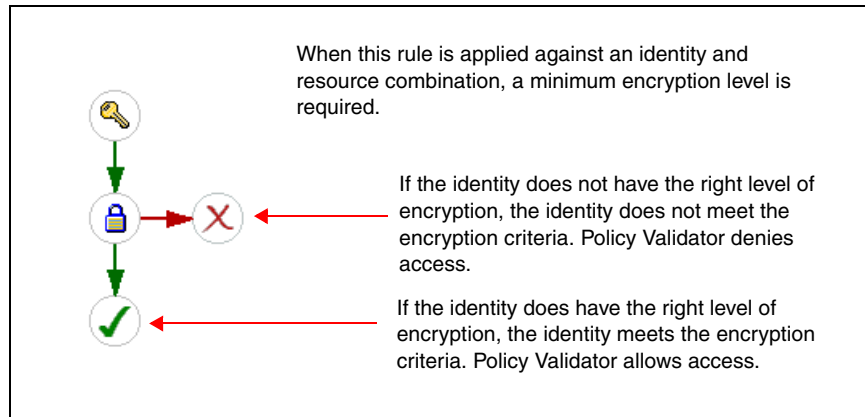 When this rule is applied against an identity and
resource combination, a minimum encryption level is
required.
If the identity does not have the right level of
encryption, the identity does not meet the
encryption criteria. Policy Validator denies
access.
If the identity does have the right level of
encryption, the identity meets the encryption
criteria. Policy Validator allows access.